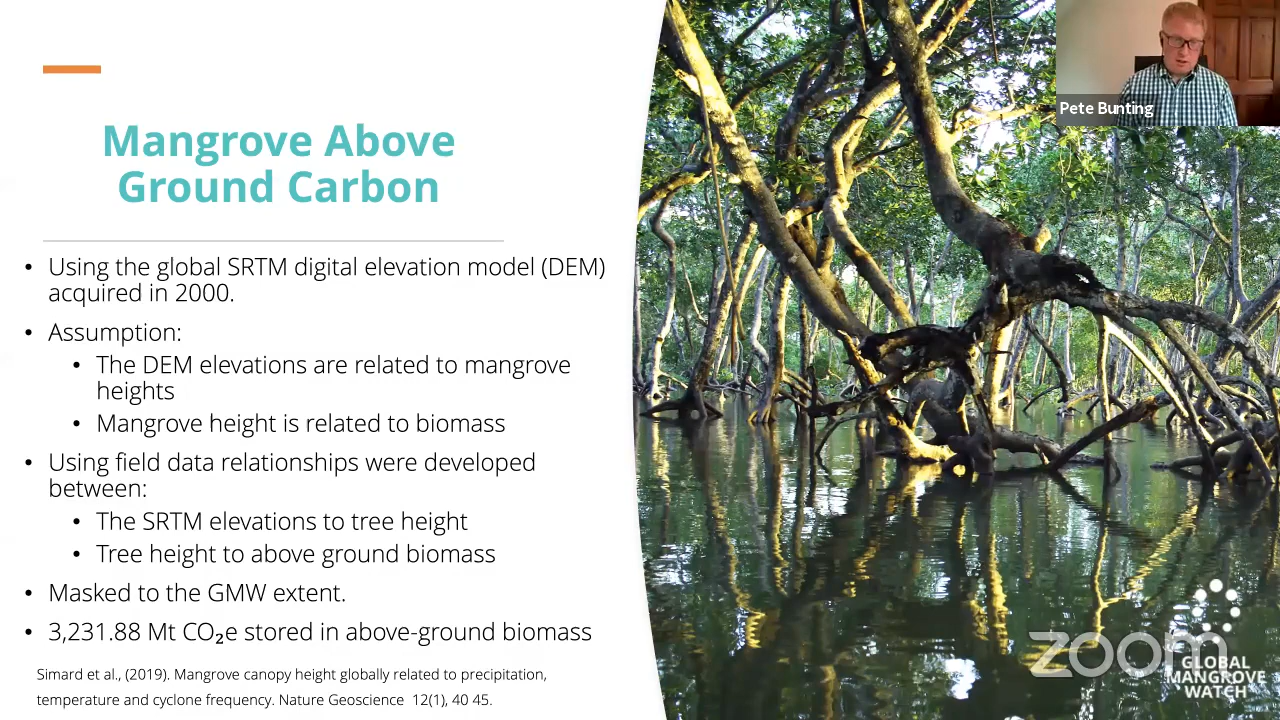 Mangrove Above
Ground Carbon
• Using the global SRTM digital elevation model (DEM)
acquired in 2000.
• Assumption:
• The DEM elevations are related to mangrove
heights
• Mangrove height is related to biomass
• Using field data relationships were developed
between:
• The SRTM elevations to tree height
• Tree height to above ground biomass
• Masked to the GMW extent.
• 3,231.88 Mt CO₂e stored in above-ground biomass
Simard et al., (2019). Mangrove canopy height globally related to precipitation,
temperature and cyclone frequency. Nature Geoscience 12(1), 40 45.
Pete Bunting
zoom
GLOBAL
MANGROVE
WATCH